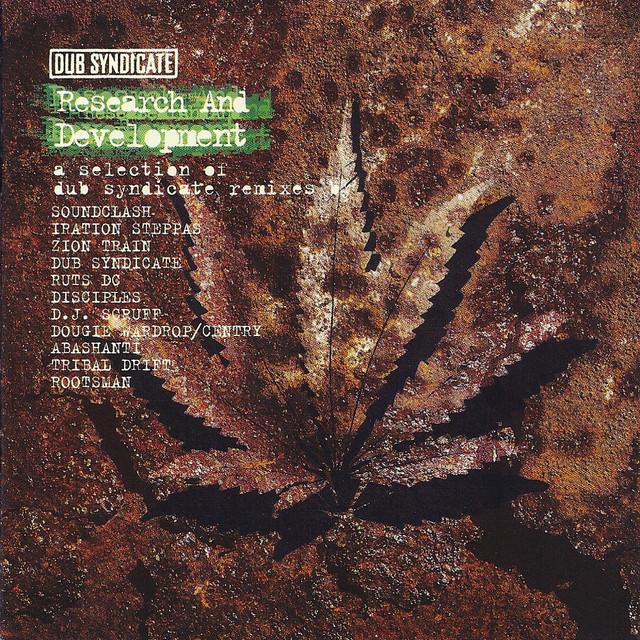 DUB SYNDICATE
Research And
Development
a selection of
dub syndicate remixes by
SOUNDCLASH
IRATION STEPPAS
ZION TRAIN
DUB SYNDICATE
RUTS DC
DISCIPLES
D.J. SCRUFF
DOUGIE WARDROP/CENTRY
ABASHANTI
TRIBAL DRIFT
ROOTSMAN